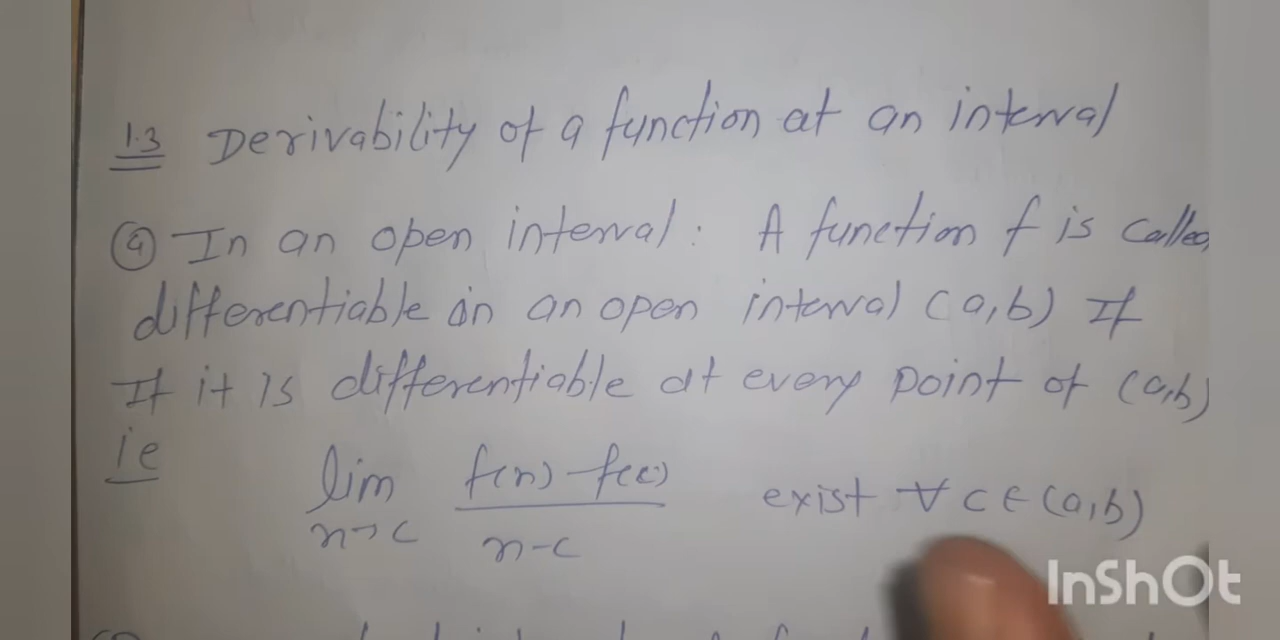 1.3 Derivability of a function at an interval
(a) In an open interval : A function f is called
differentiable in an open interval (a,b) If
If it is differentiable at every point of (a,b)
ie
lim x→c f(x) - f(c) / x-c exist ∀ c ∈ (a,b)
InShOt